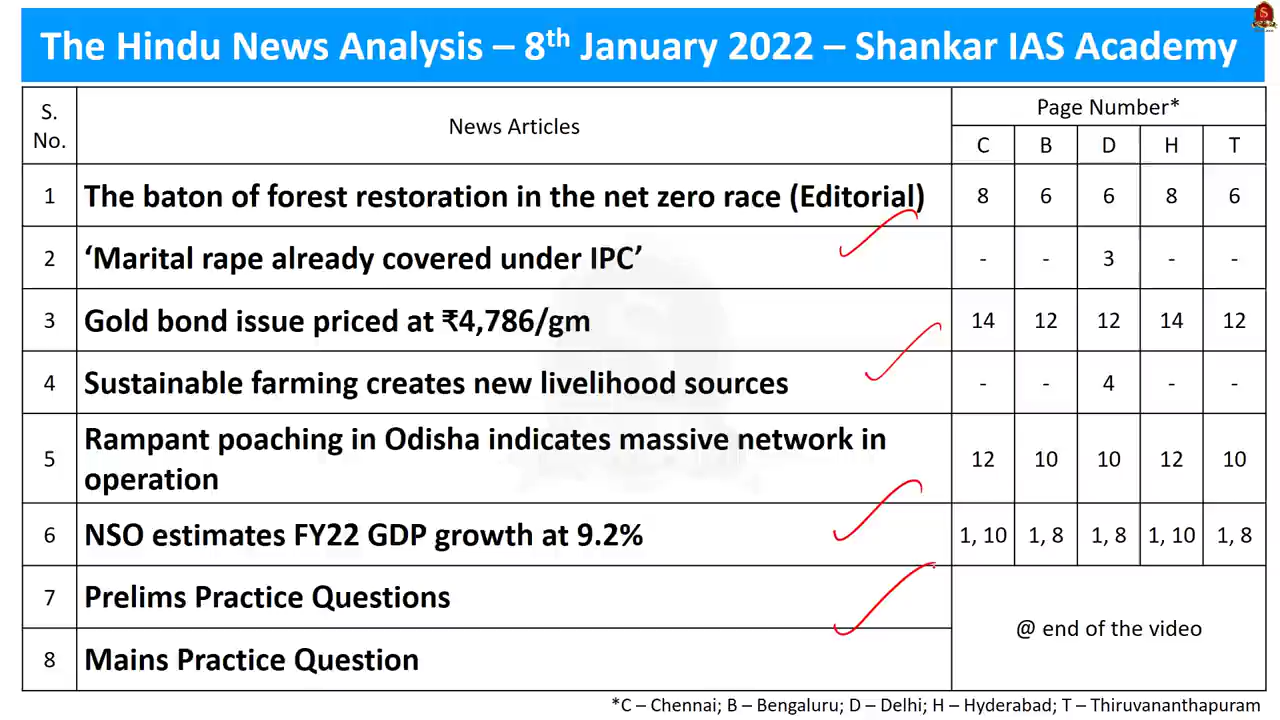 The Hindu News Analysis – 8th January 2022 – Shankar IAS Academy
S. No. News Articles Page Number*
C B D H T
1 The baton of forest restoration in the net zero race (Editorial) 8 6 6 8 6
2 ‘Marital rape already covered under IPC’ - - 3 - -
3 Gold bond issue priced at ₹4,786/gm 14 12 12 14 12
4 Sustainable farming creates new livelihood sources - - 4 - -
5 Rampant poaching in Odisha indicates massive network in
operation 12 10 10 12 10
6 NSO estimates FY22 GDP growth at 9.2% 1, 10 1, 8 1, 8 1, 10 1, 8
7 Prelims Practice Questions
@ end of the video
8 Mains Practice Question
*C – Chennai; B – Bengaluru; D – Delhi; H – Hyderabad; T – Thiruvananthapuram